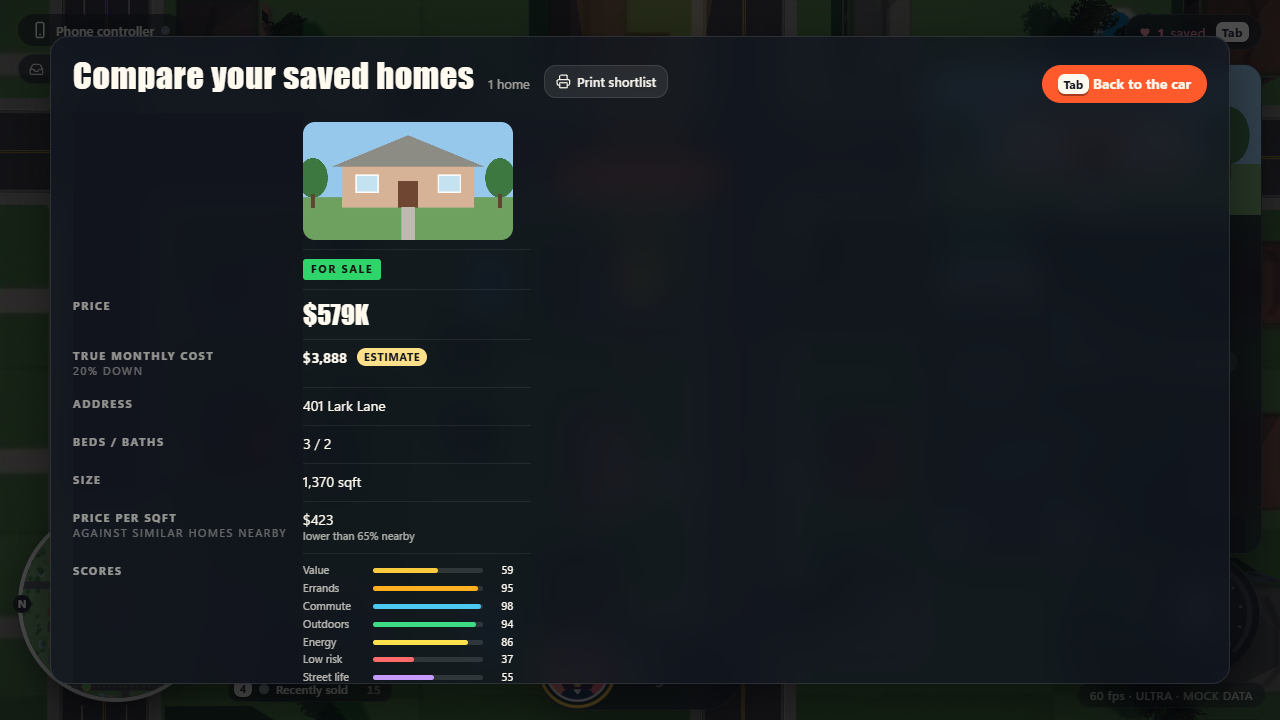 Phone controller
1 saved Tab
Compare your saved homes 1 home Print shortlist Tab Back to the car
FOR SALE
PRICE $579K
TRUE MONTHLY COST $3,888 ESTIMATE
20% DOWN
ADDRESS 401 Lark Lane
BEDS / BATHS 3 / 2
SIZE 1,370 sqft
PRICE PER SQFT $423
AGAINST SIMILAR HOMES NEARBY lower than 65% nearby
SCORES Value 59
Errands 95
Commute 98
Outdoors 94
Energy 86
Low risk 37
Street life 55
N
4 Recently sold 15
60 fps · ULTRA · MOCK DATA